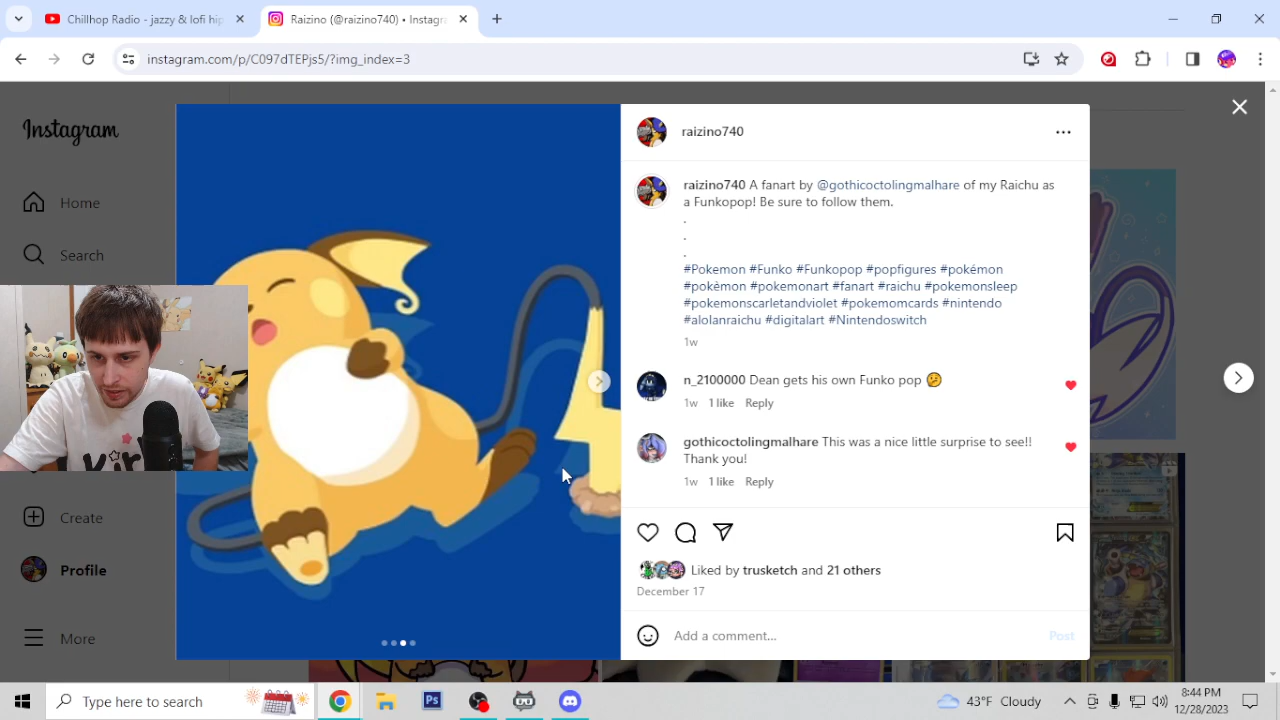 Chillhop Radio - jazzy & lofi hip
Raizino (@raizino740) • Instagra
instagram.com/p/C097dTEPjs5/?img_index=3
Instagram
raizino740
raizino740 A fanart by @gothicoctolingmalhare of my Raichu as
a Funkopop! Be sure to follow them.
.
.
.
#Pokemon #Funko #Funkopop #popfigures #pokémon
#pokèmon #pokemonart #fanart #raichu #pokemonsleep
#pokemonscarletandviolet #pokemomcards #nintendo
#alolanraichu #digitalart #Nintendoswitch
1w
n_2100000 Dean gets his own Funko pop 🤔
1w 1 like Reply
gothicoctolingmalhare This was a nice little surprise to see!!
Thank you!
1w 1 like Reply
Liked by trusketch and 21 others
December 17
Add a comment...
Post
Home
Search
Create
Profile
More
Type here to search
Ps
43°F Cloudy
8:44 PM
12/28/2023